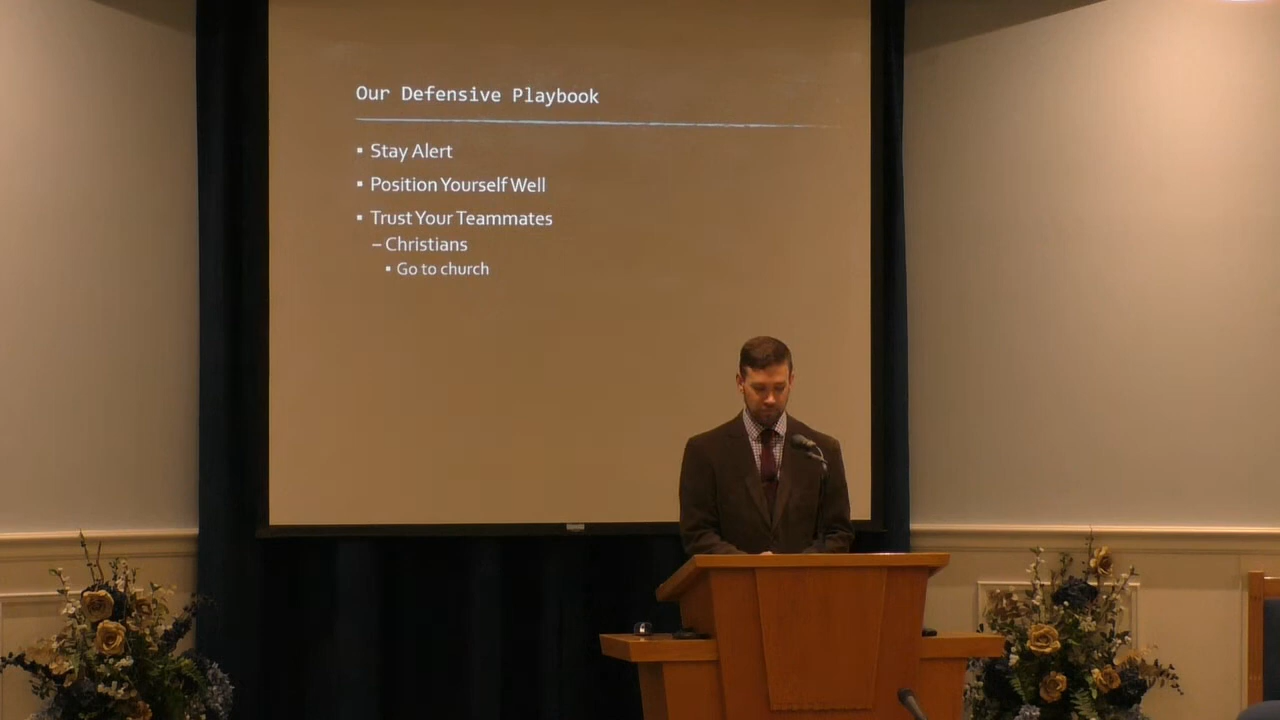 Our Defensive Playbook
▪ Stay Alert
▪ Position Yourself Well
▪ Trust Your Teammates
– Christians
▪ Go to church